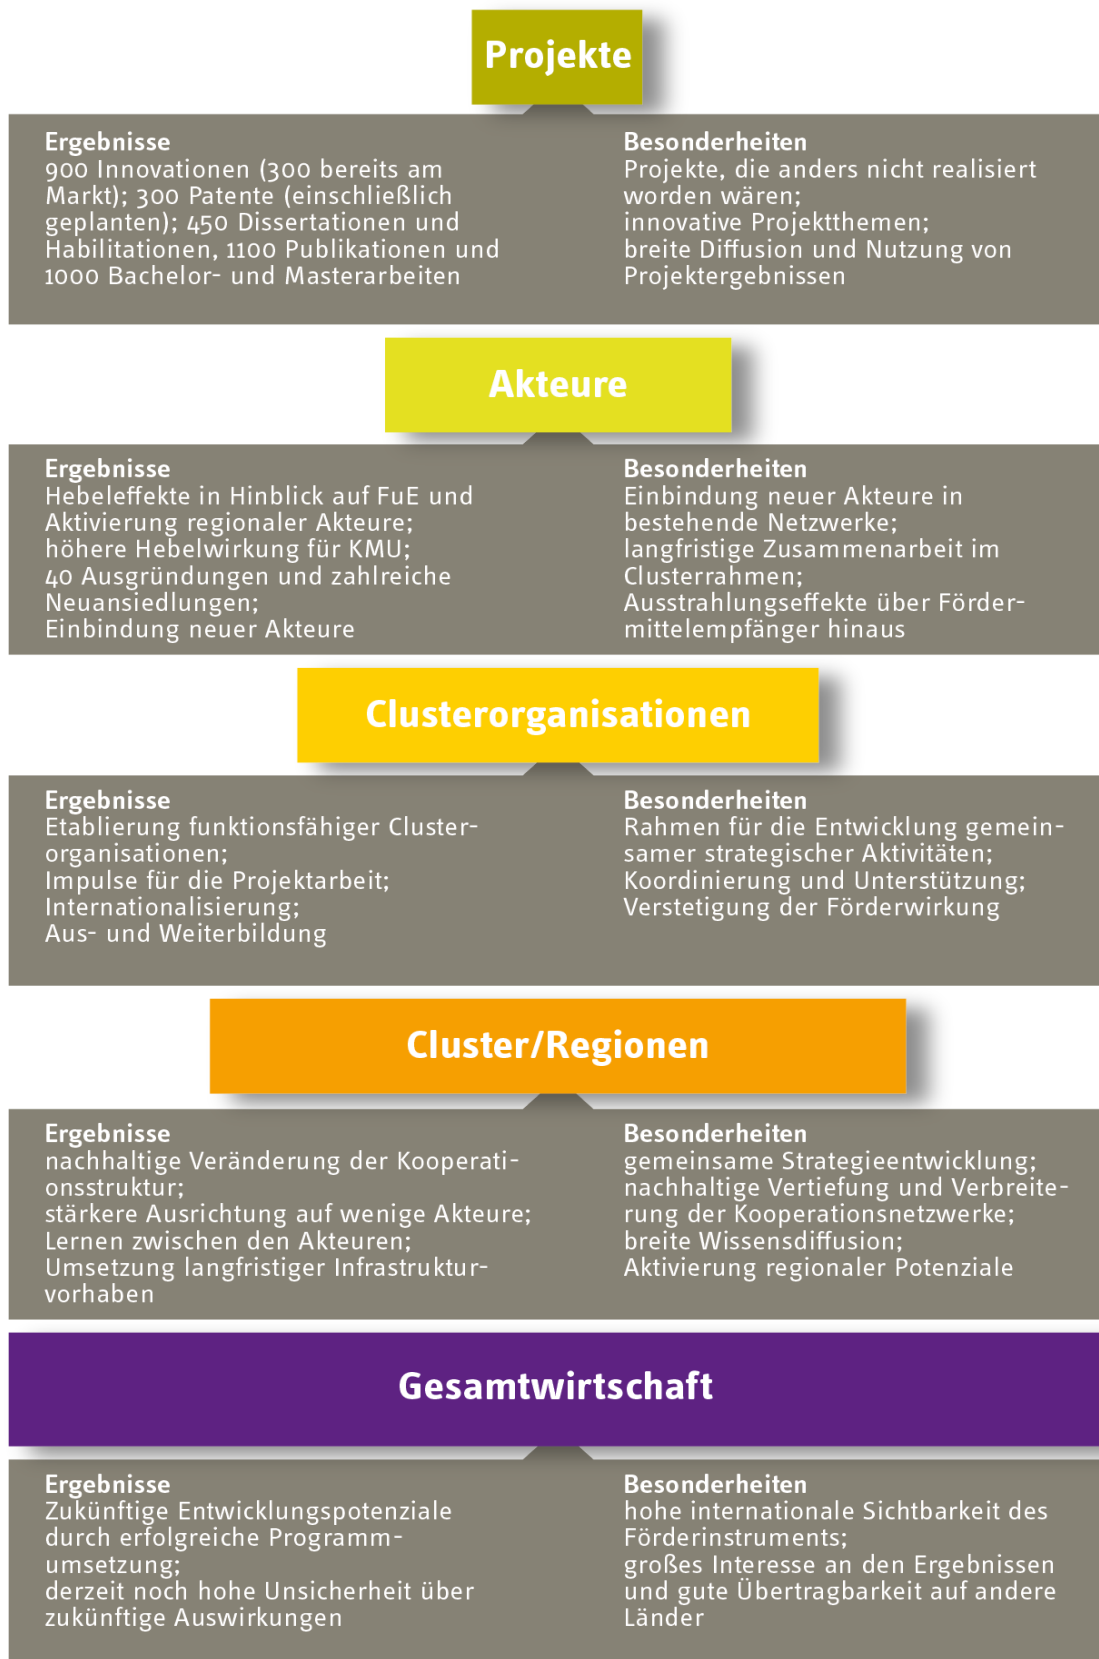 Projekte
Ergebnisse
900 Innovationen (300 bereits am
Markt); 300 Patente (einschließlich
geplanten); 450 Dissertationen und
Habilitationen, 1100 Publikationen und
1000 Bachelor- und Masterarbeiten
Besonderheiten
Projekte, die anders nicht realisiert
worden wären;
innovative Projektthemen;
breite Diffusion und Nutzung von
Projektergebnissen
Akteure
Ergebnisse
Hebeleffekte in Hinblick auf FuE und
Aktivierung regionaler Akteure;
höhere Hebelwirkung für KMU;
40 Ausgründungen und zahlreiche
Neuansiedlungen;
Einbindung neuer Akteure
Besonderheiten
Einbindung neuer Akteure in
bestehende Netzwerke;
langfristige Zusammenarbeit im
Clusterrahmen;
Ausstrahlungseffekte über Förder-
mittelempfänger hinaus
Clusterorganisationen
Ergebnisse
Etablierung funktionsfähiger Cluster-
organisationen;
Impulse für die Projektarbeit;
Internationalisierung;
Aus- und Weiterbildung
Besonderheiten
Rahmen für die Entwicklung gemein-
samer strategischer Aktivitäten;
Koordinierung und Unterstützung;
Verstetigung der Förderwirkung
Cluster/Regionen
Ergebnisse
nachhaltige Veränderung der Kooperati-
onsstruktur;
stärkere Ausrichtung auf wenige Akteure;
Lernen zwischen den Akteuren;
Umsetzung langfristiger Infrastruktur-
vorhaben
Besonderheiten
gemeinsame Strategieentwicklung;
nachhaltige Vertiefung und Verbreite-
rung der Kooperationsnetzwerke;
breite Wissensdiffusion;
Aktivierung regionaler Potenziale
Gesamtwirtschaft
Ergebnisse
Zukünftige Entwicklungspotenziale
durch erfolgreiche Programm-
umsetzung;
derzeit noch hohe Unsicherheit über
zukünftige Auswirkungen
Besonderheiten
hohe internationale Sichtbarkeit des
Förderinstruments;
großes Interesse an den Ergebnissen
und gute Übertragbarkeit auf andere
Länder